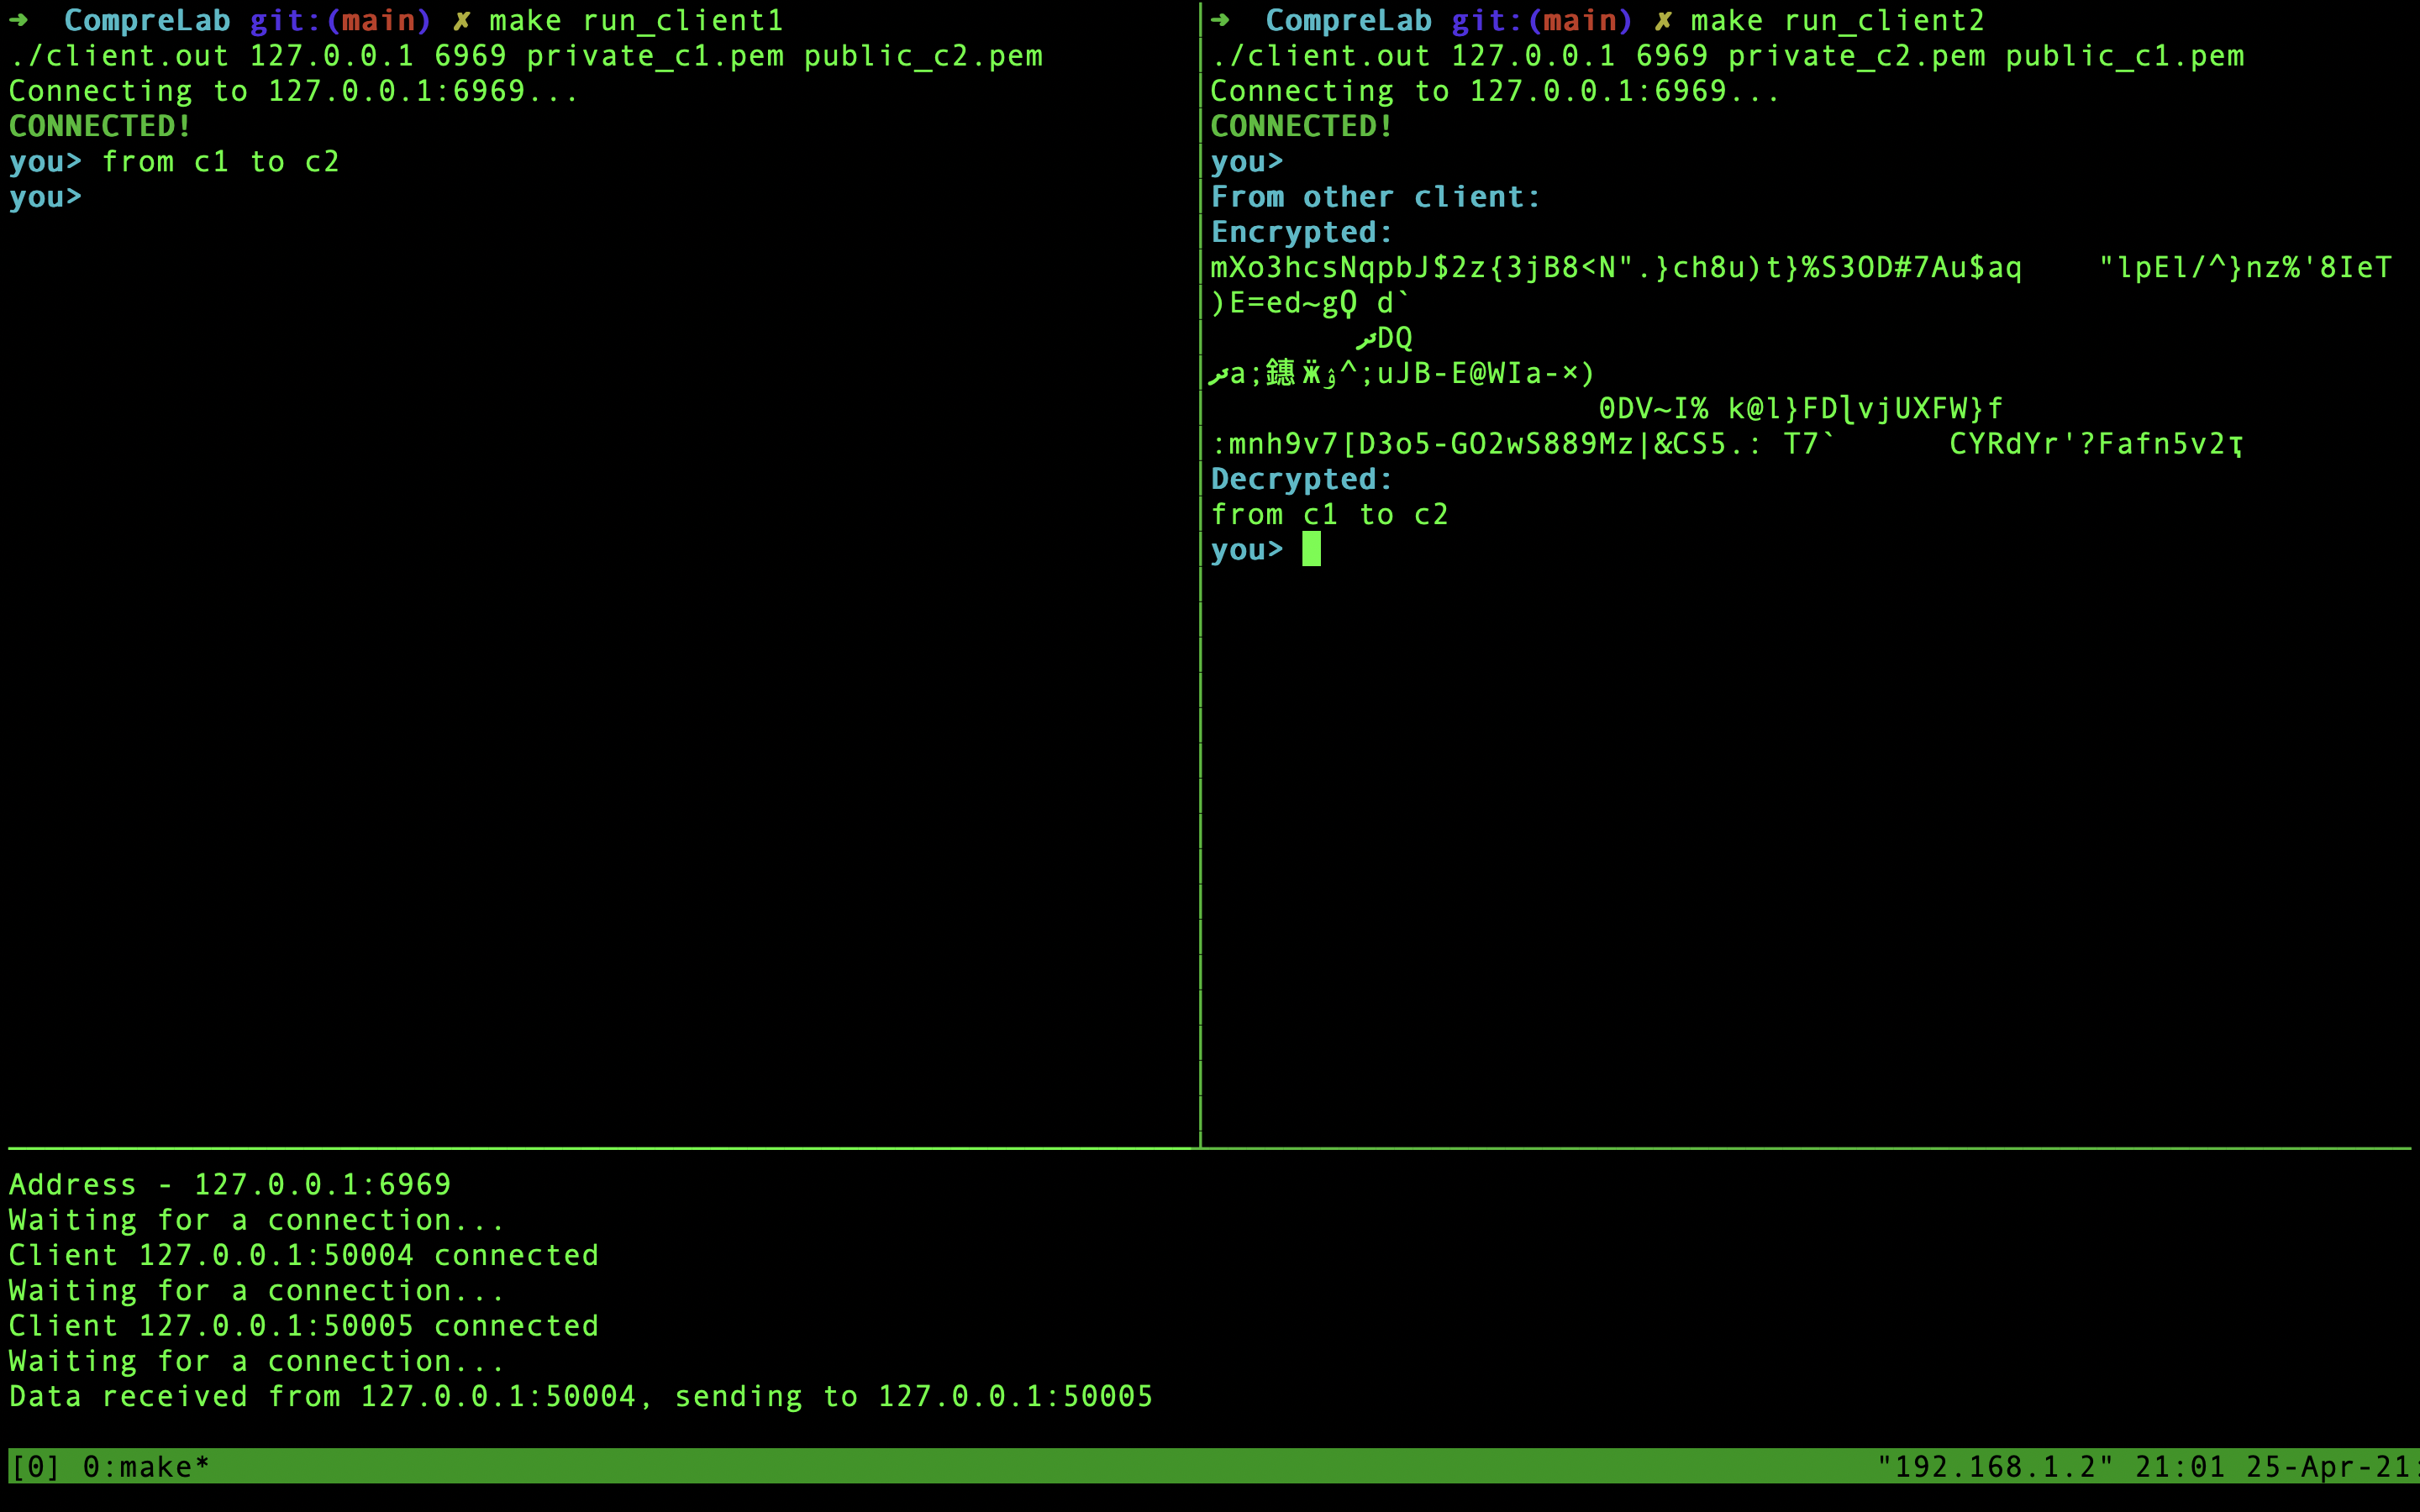 ➜  CompreLab git:(main) ✗ make run_client1
./client.out 127.0.0.1 6969 private_c1.pem public_c2.pem
Connecting to 127.0.0.1:6969...
CONNECTED!
you> from c1 to c2
you>
➜  CompreLab git:(main) ✗ make run_client2
./client.out 127.0.0.1 6969 private_c2.pem public_c1.pem
Connecting to 127.0.0.1:6969...
CONNECTED!
you>
From other client:
Encrypted:
mXo3hcsNqpbJ$2z{3jB8<N".}ch8u)t}%S3OD#7Au$aq    "lpEl/^}nz%'8IeT
)E=ed~g d`
DQ
a; ^;uJB-E@WIa-×)
0DV~I% k@l}FD vjUXFW}f
:mnh9v7[D3o5-GO2wS889Mz|&CS5.: T7`      CYRdYr'?Fafn5v2
Decrypted:
from c1 to c2
you>
Address - 127.0.0.1:6969
Waiting for a connection...
Client 127.0.0.1:50004 connected
Waiting for a connection...
Client 127.0.0.1:50005 connected
Waiting for a connection...
Data received from 127.0.0.1:50004, sending to 127.0.0.1:50005
[0] 0:make*    "192.168.1.2" 21:01 25-Apr-21